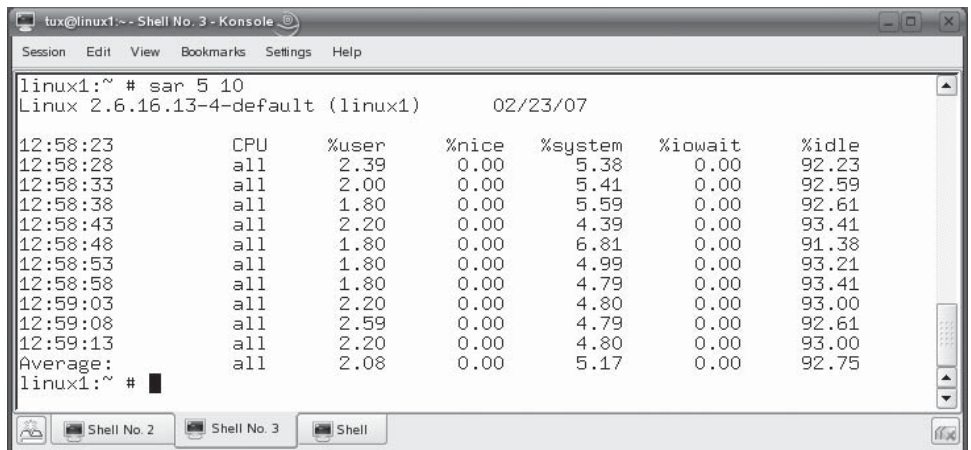 tux@linux1:~ - Shell No. 3 - Konsole
Session Edit View Bookmarks Settings Help
linux1:~ # sar 5 10
Linux 2.6.16.13-4-default (linux1) 02/23/07
12:58:23 CPU %user %nice %system %iowait %idle
12:58:28 all 2.39 0.00 5.38 0.00 92.23
12:58:33 all 2.00 0.00 5.41 0.00 92.59
12:58:38 all 1.80 0.00 5.59 0.00 92.61
12:58:43 all 2.20 0.00 4.39 0.00 93.41
12:58:48 all 1.80 0.00 6.81 0.00 91.38
12:58:53 all 1.80 0.00 4.99 0.00 93.21
12:58:58 all 1.80 0.00 4.79 0.00 93.41
12:59:03 all 2.20 0.00 4.80 0.00 93.00
12:59:08 all 2.59 0.00 4.79 0.00 92.61
12:59:13 all 2.20 0.00 4.80 0.00 93.00
Average: all 2.08 0.00 5.17 0.00 92.75
linux1:~ #
Shell No. 2 Shell No. 3 Shell